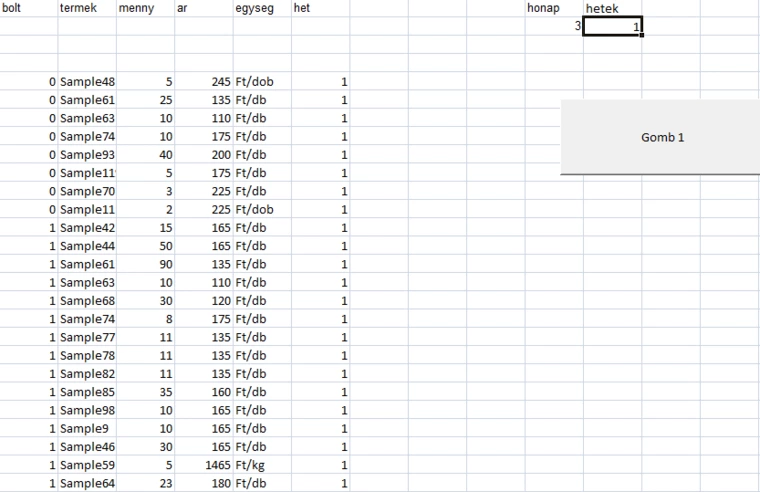 bolt termek menny ar egyseg het honap hetek
3 1
0 Sample48 5 245 Ft/dob 1
0 Sample61 25 135 Ft/db 1
0 Sample63 10 110 Ft/db 1
0 Sample74 10 175 Ft/db 1
Gomb 1
0 Sample93 40 200 Ft/db 1
0 Sample11 5 175 Ft/db 1
0 Sample70 3 225 Ft/db 1
0 Sample11 2 225 Ft/dob 1
1 Sample42 15 165 Ft/db 1
1 Sample44 50 165 Ft/db 1
1 Sample61 90 135 Ft/db 1
1 Sample63 10 110 Ft/db 1
1 Sample68 30 120 Ft/db 1
1 Sample74 8 175 Ft/db 1
1 Sample77 11 135 Ft/db 1
1 Sample78 11 135 Ft/db 1
1 Sample82 11 135 Ft/db 1
1 Sample85 35 160 Ft/db 1
1 Sample98 10 165 Ft/db 1
1 Sample9 10 165 Ft/db 1
1 Sample46 30 165 Ft/db 1
1 Sample59 5 1465 Ft/kg 1
1 Sample64 23 180 Ft/db 1